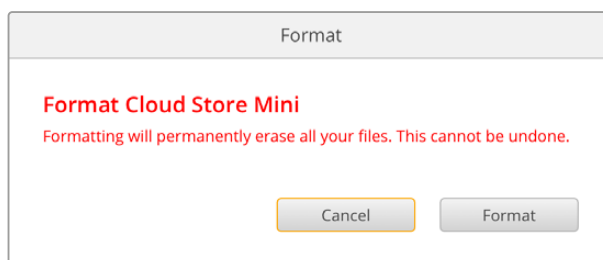 Format
Format Cloud Store Mini
Formatting will permanently erase all your files. This cannot be undone.
Cancel Format